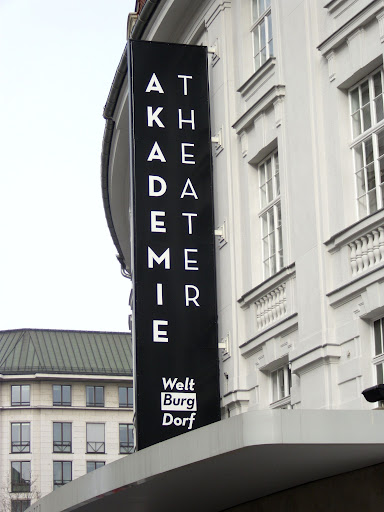 AKADEMIE
THEATER
Welt
Burg
Dorf